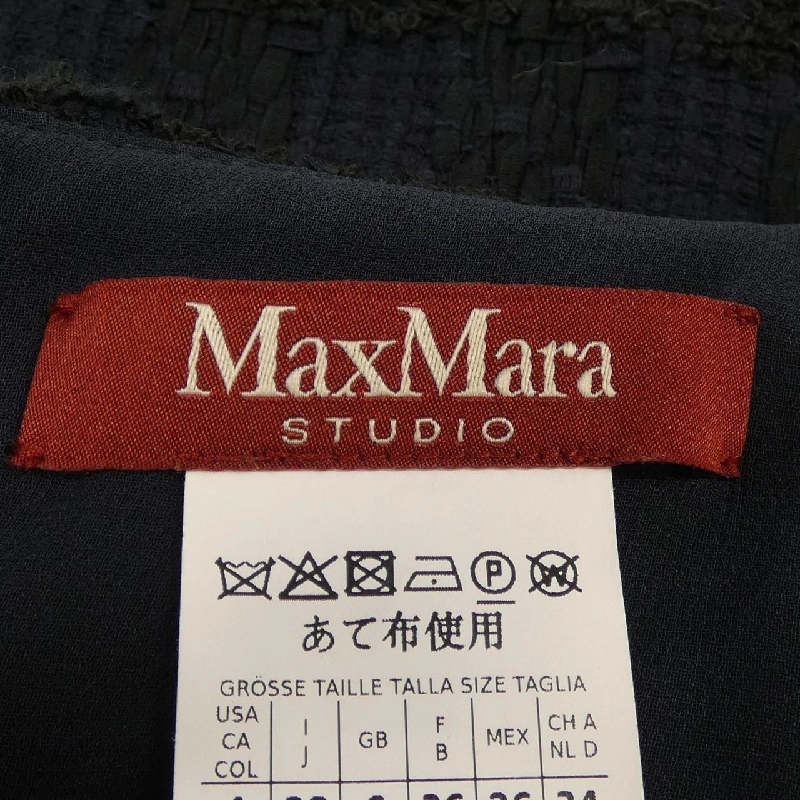 MaxMara
STUDIO
P W
あて布使用
GRÖSSE TAILLE TALLA SIZE TAGLIA
USA CA COL
I J
GB
F B
MEX
CH A NL D